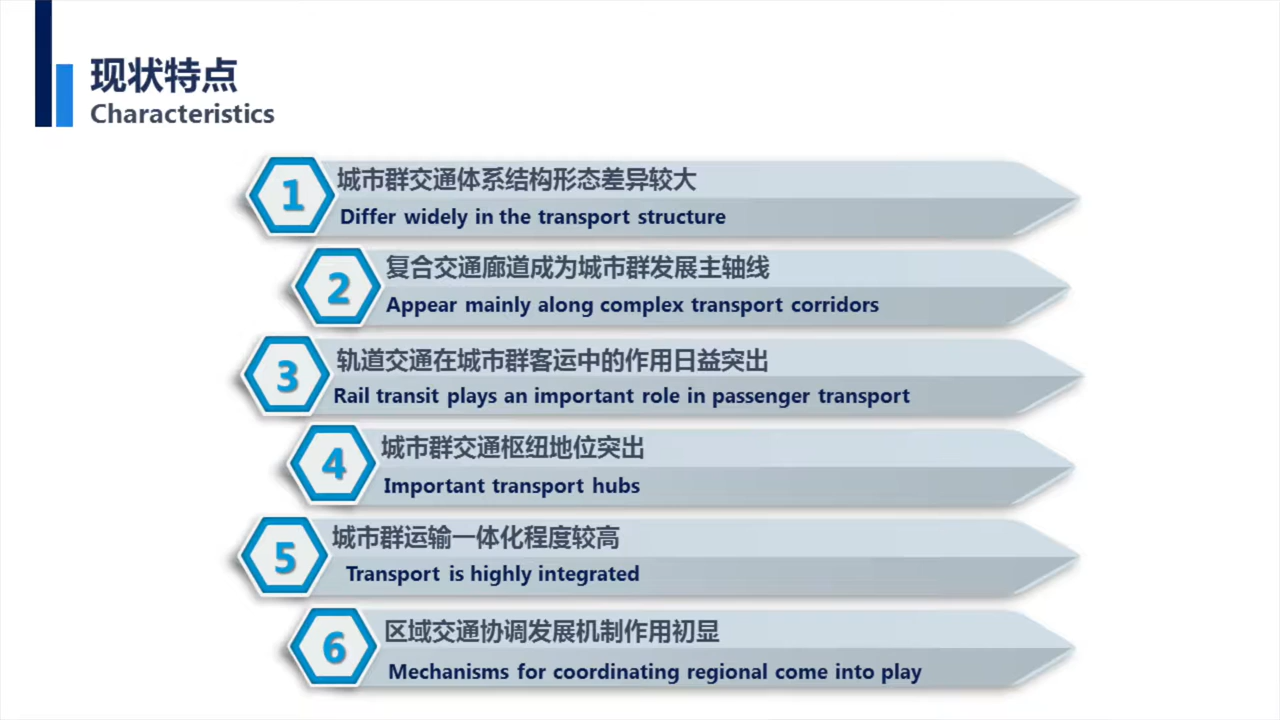 现状特点
Characteristics
1
城市群交通体系结构形态差异较大
Differ widely in the transport structure
2
复合交通廊道成为城市群发展主轴线
Appear mainly along complex transport corridors
3
轨道交通在城市群客运中的作用日益突出
Rail transit plays an important role in passenger transport
4
城市群交通枢纽地位突出
Important transport hubs
5
城市群运输一体化程度较高
Transport is highly integrated
6
区域交通协调发展机制作用初显
Mechanisms for coordinating regional come into play